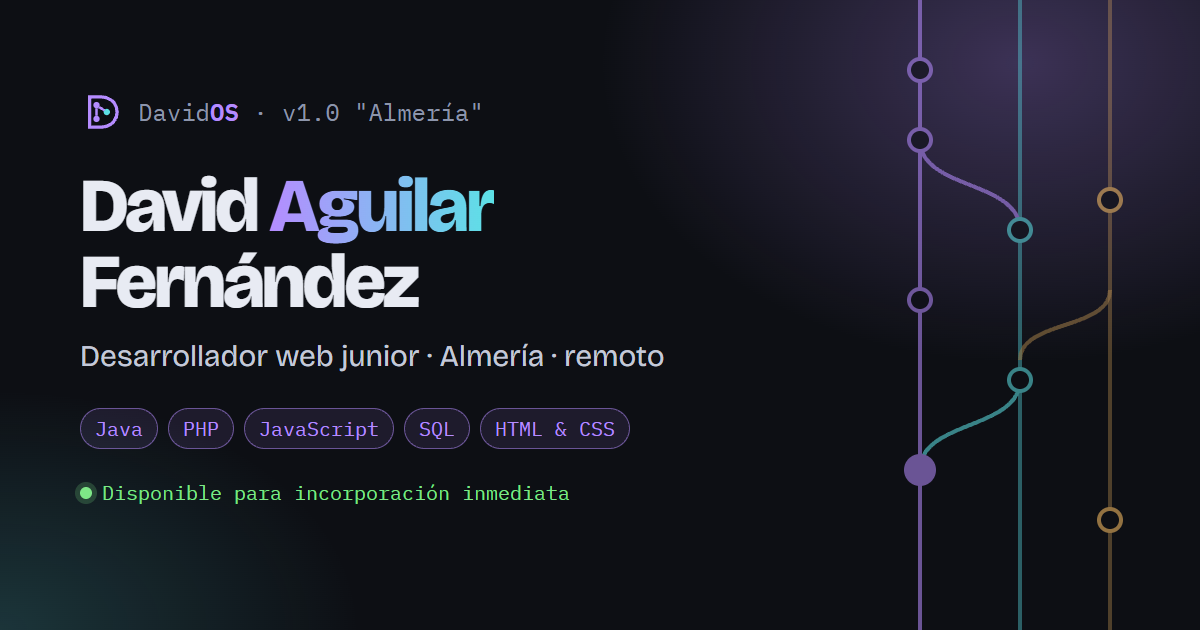 DavidOS · v1.0 "Almería"
David Aguilar
Fernández
Desarrollador web junior · Almería · remoto
Java PHP JavaScript SQL HTML & CSS
Disponible para incorporación inmediata